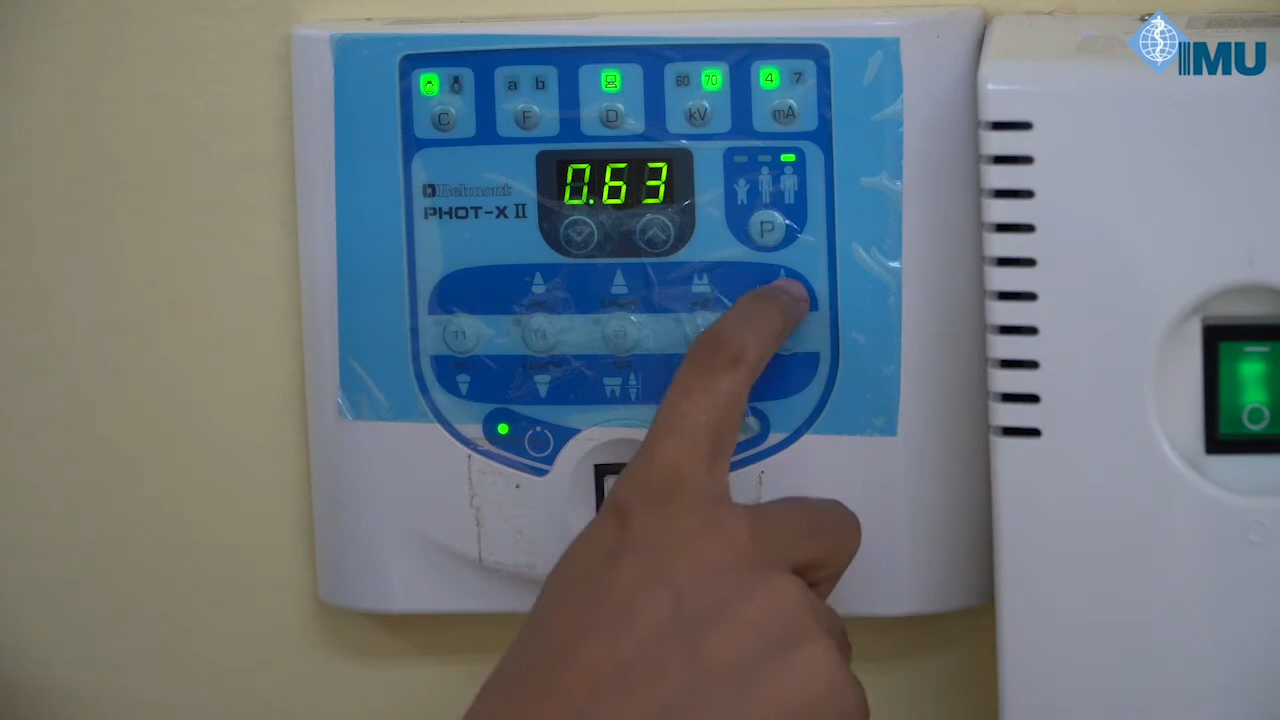 IMU
a b
60 70
4 7
C
F
D
kV
mA
0.63
Belmont
PHOT-X II
P
T1